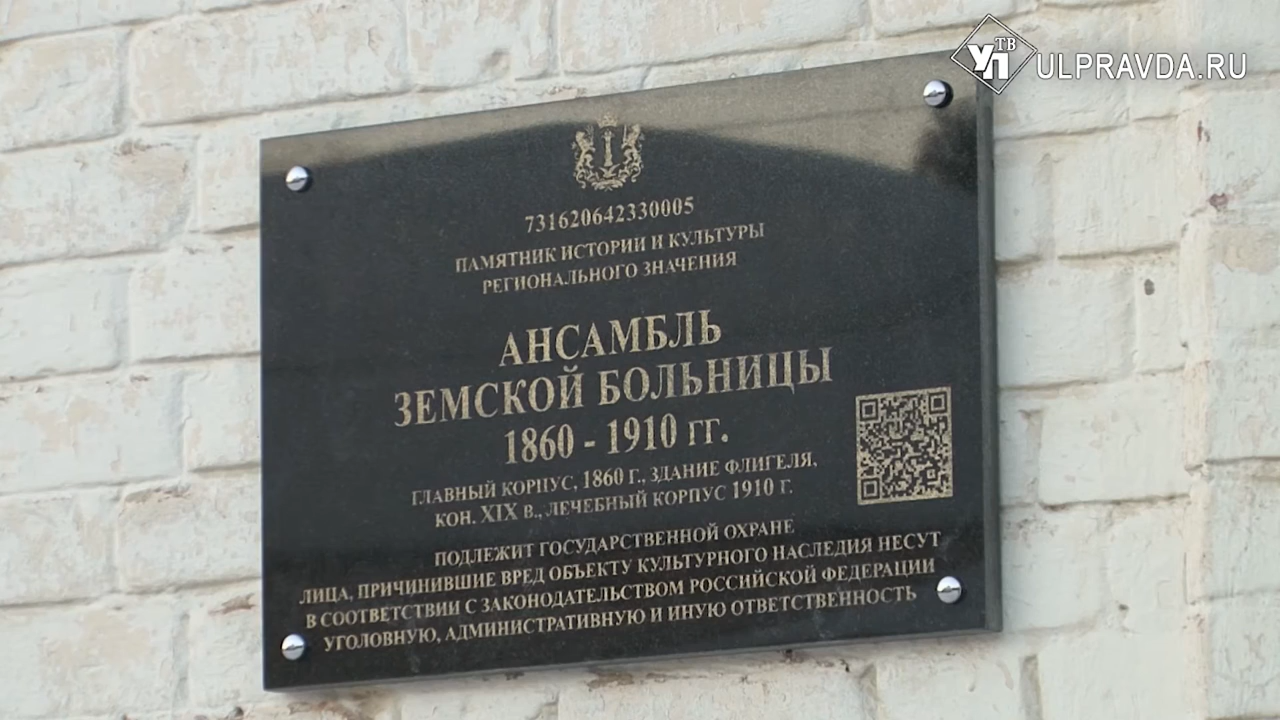 УП ТВ ULPRAVDA.RU
731620642330005
ПАМЯТНИК ИСТОРИИ И КУЛЬТУРЫ
РЕГИОНАЛЬНОГО ЗНАЧЕНИЯ
АНСАМБЛЬ
ЗЕМСКОЙ БОЛЬНИЦЫ
1860 - 1910 гг.
ГЛАВНЫЙ КОРПУС, 1860 Г., ЗДАНИЕ ФЛИГЕЛЯ,
КОН. XIX В., ЛЕЧЕБНЫЙ КОРПУС 1910 Г.
ПОДЛЕЖИТ ГОСУДАРСТВЕННОЙ ОХРАНЕ
ЛИЦА, ПРИЧИНИВШИЕ ВРЕД ОБЪЕКТУ КУЛЬТУРНОГО НАСЛЕДИЯ НЕСУТ
В СООТВЕТСТВИИ С ЗАКОНОДАТЕЛЬСТВОМ РОССИЙСКОЙ ФЕДЕРАЦИИ
УГОЛОВНУЮ, АДМИНИСТРАТИВНУЮ И ИНУЮ ОТВЕТСТВЕННОСТЬ